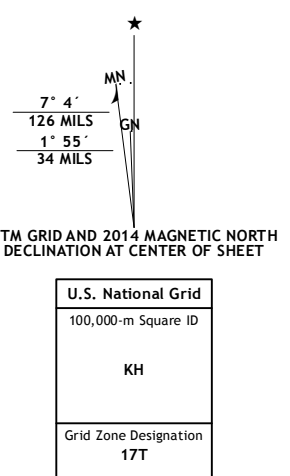 MN
7° 4´
126 MILS
GN
1° 55´
34 MILS
TM GRID AND 2014 MAGNETIC NORTH
DECLINATION AT CENTER OF SHEET
U.S. National Grid
100,000-m Square ID
KH
Grid Zone Designation
17T